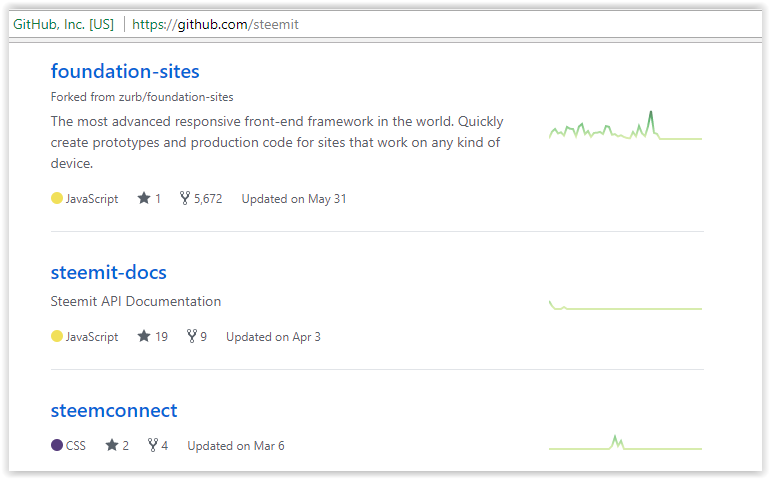 GitHub, Inc. [US] https://github.com/steemit
foundation-sites
Forked from zurb/foundation-sites
The most advanced responsive front-end framework in the world. Quickly
create prototypes and production code for sites that work on any kind of
device.
JavaScript 1 5,672 Updated on May 31
steemit-docs
Steemit API Documentation
JavaScript 19 9 Updated on Apr 3
steemconnect
CSS 2 4 Updated on Mar 6